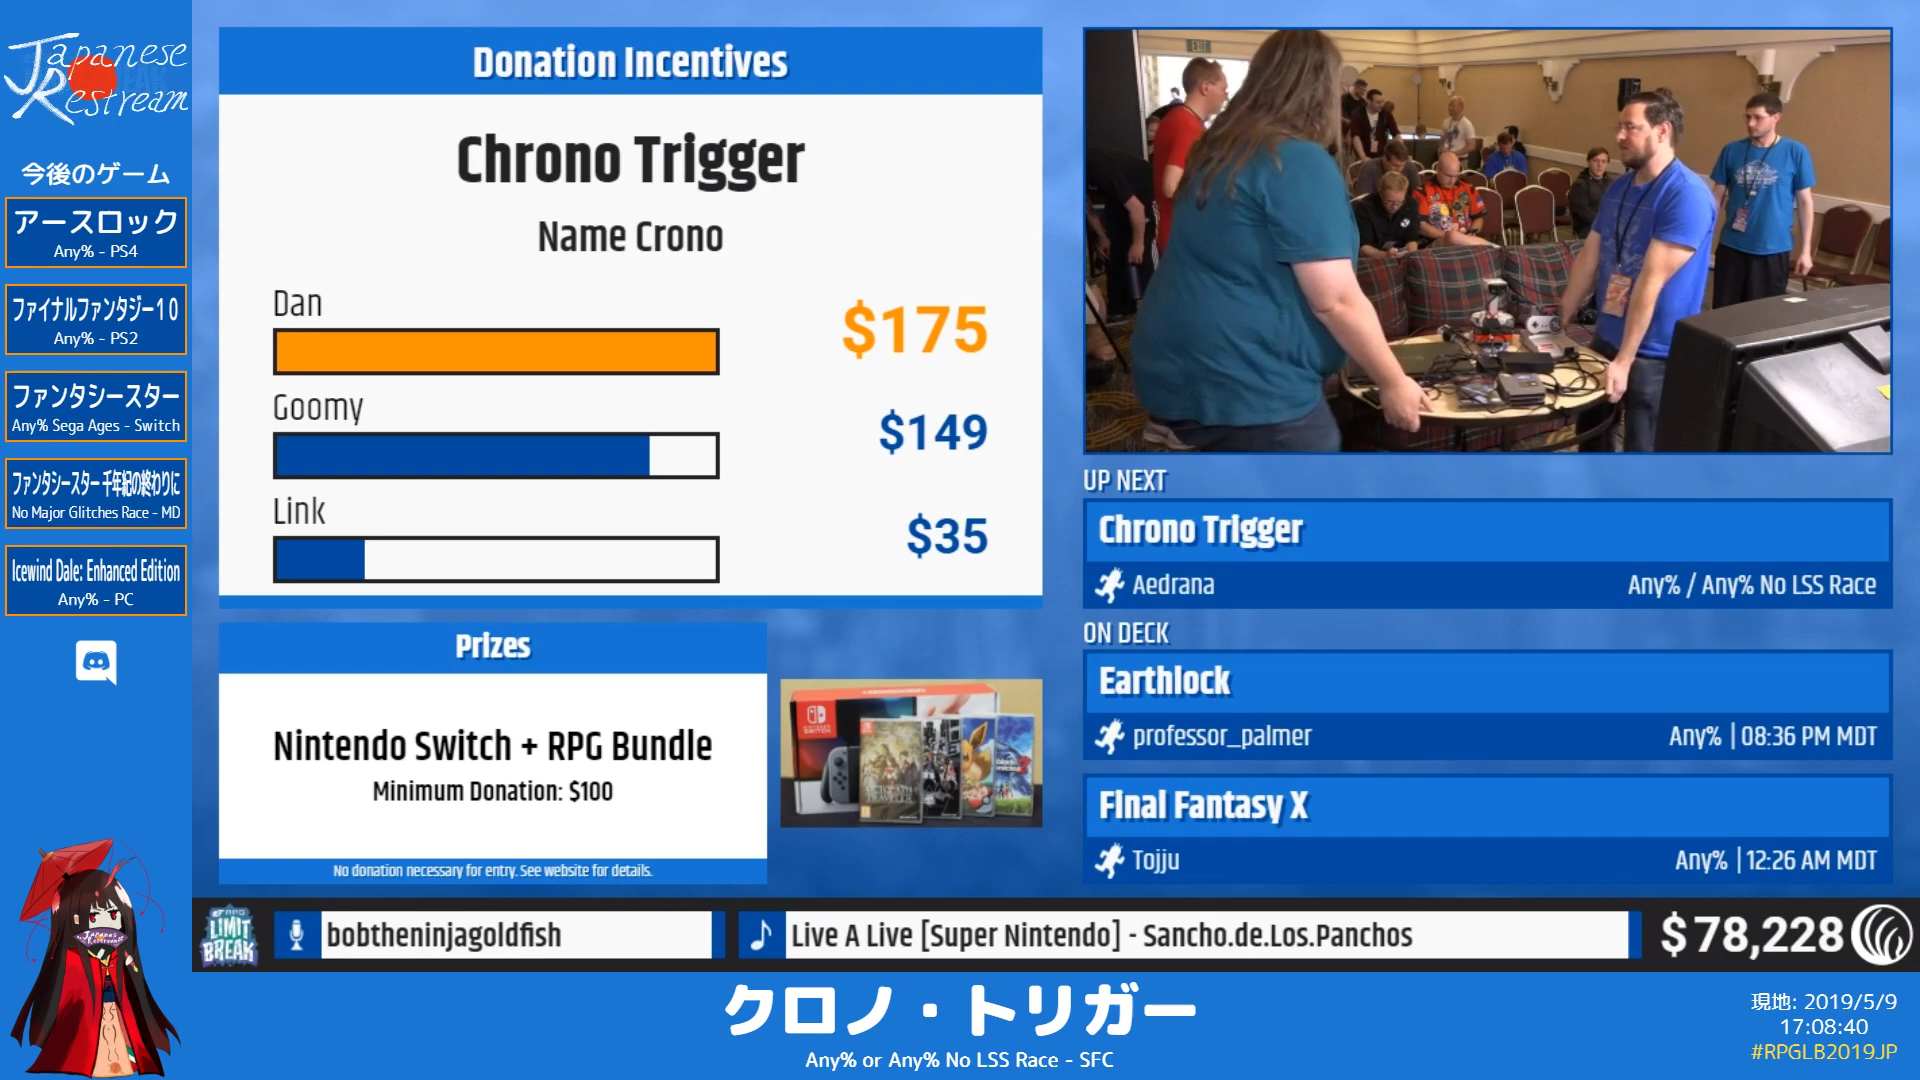 Japanese
Restream
今後のゲーム
アースロック
Any% - PS4
ファイナルファンタジー１０
Any% - PS2
ファンタシースター
Any% Sega Ages - Switch
ファンタシースター 千年紀の終わりに
No Major Glitches Race - MD
Icewind Dale: Enhanced Edition
Any% - PC
Donation Incentives
Chrono Trigger
Name Crono
Dan
$175
Goomy
$149
Link
$35
Prizes
Nintendo Switch + RPG Bundle
Minimum Donation: $100
No donation necessary for entry. See website for details.
EXIT
UP NEXT
Chrono Trigger
Aedrana
Any% / Any% No LSS Race
ON DECK
Earthlock
professor_palmer
Any% | 08:36 PM MDT
Final Fantasy X
Tojju
Any% | 12:26 AM MDT
RPG
LIMIT
BREAK
bobtheninjagoldfish
Live A Live [Super Nintendo] - Sancho.de.Los.Panchos
$78,228
クロノ・トリガー
Any% or Any% No LSS Race - SFC
現地: 2019/5/9
17:08:40
#RPGLB2019JP